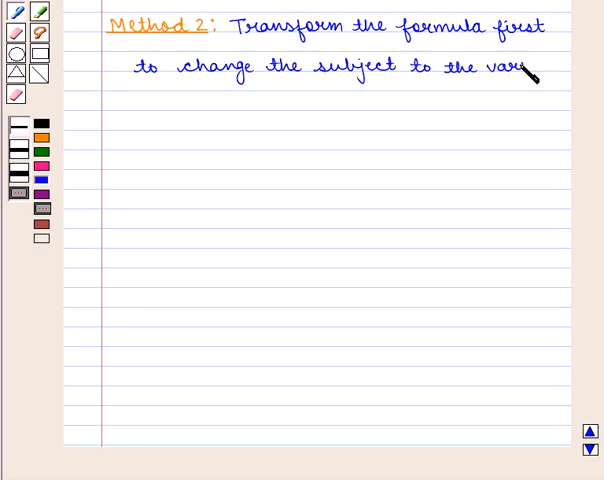 Method 2: Transform the formula first
to change the subject to the var